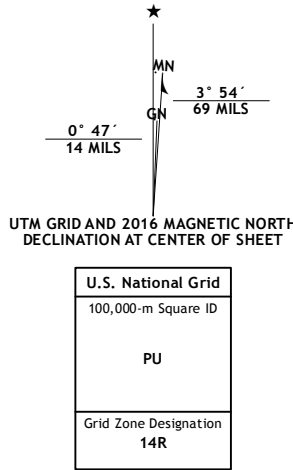 ★
MN
3° 54´
69 MILS
GN
0° 47´
14 MILS
UTM GRID AND 2016 MAGNETIC NORTH
DECLINATION AT CENTER OF SHEET
U.S. National Grid
100,000-m Square ID
PU
Grid Zone Designation
14R